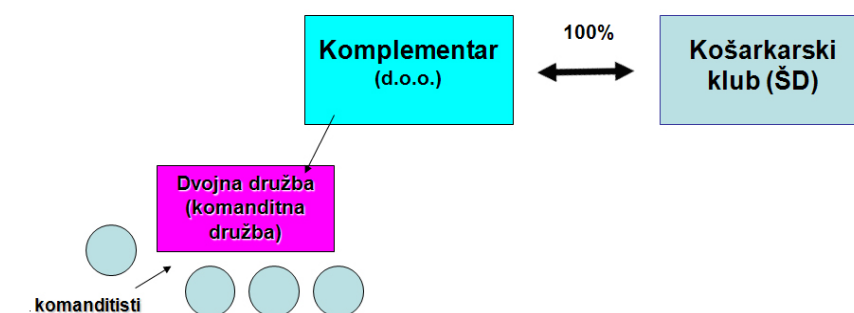 Komplementar
(d.o.o.)
100%
Košarkarski
klub (ŠD)
Dvojna družba
(komanditna
družba)
komanditisti